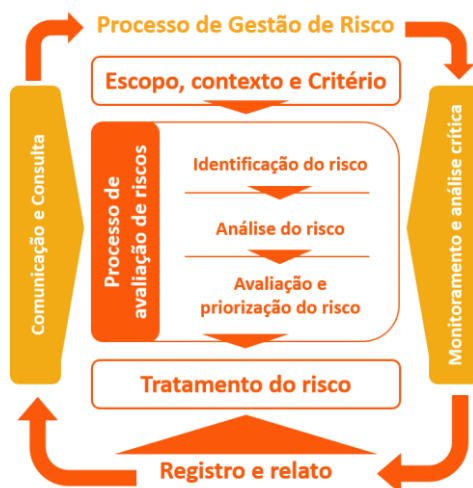 Processo de Gestão de Risco
Escopo, contexto e Critério
Comunicação e Consulta
Processo de
avaliação de riscos
Identificação do risco
Análise do risco
Avaliação e
priorização do risco
Monitoramento e análise crítica
Tratamento do risco
Registro e relato